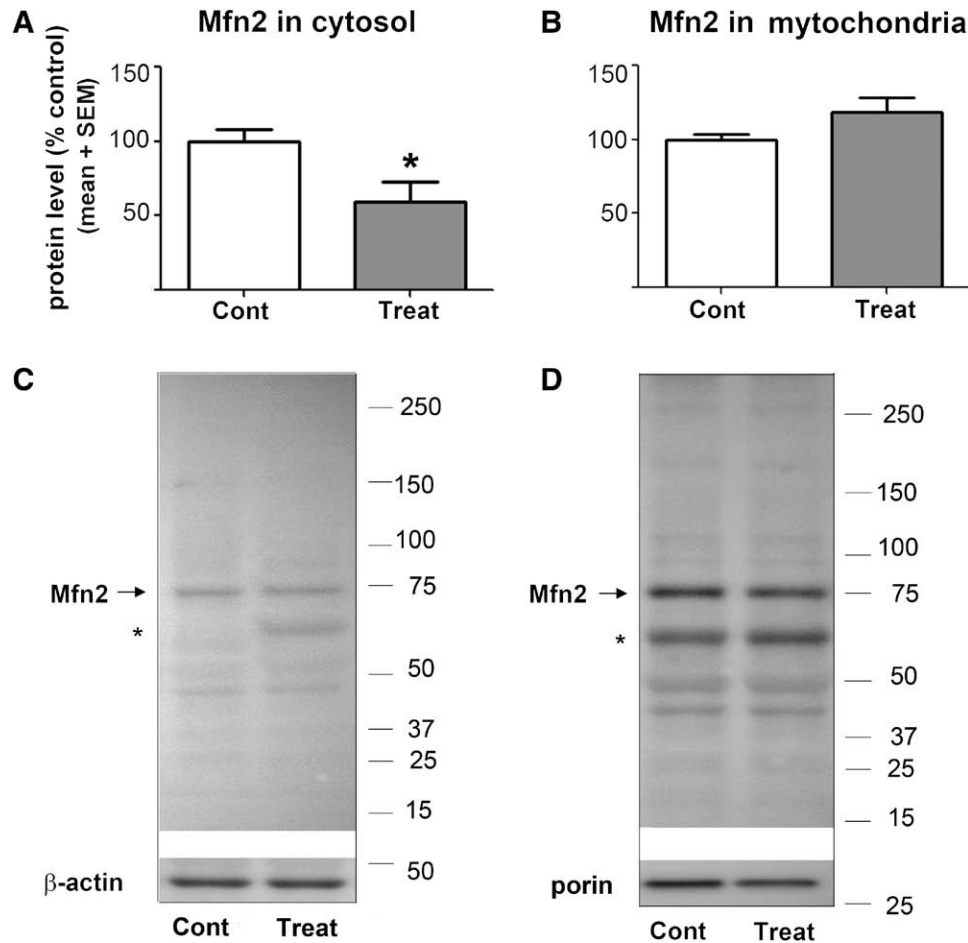 A Mfn2 in cytosol
protein level (% control)
(mean + SEM)
150
100
50
*
Cont Treat
B Mfn2 in mytochondria
150
100
50
Cont Treat
C
Mfn2
*
β-actin
250
150
100
75
50
37
25
15
50
Cont Treat
D
Mfn2
*
porin
250
150
100
75
50
37
25
15
25
Cont Treat